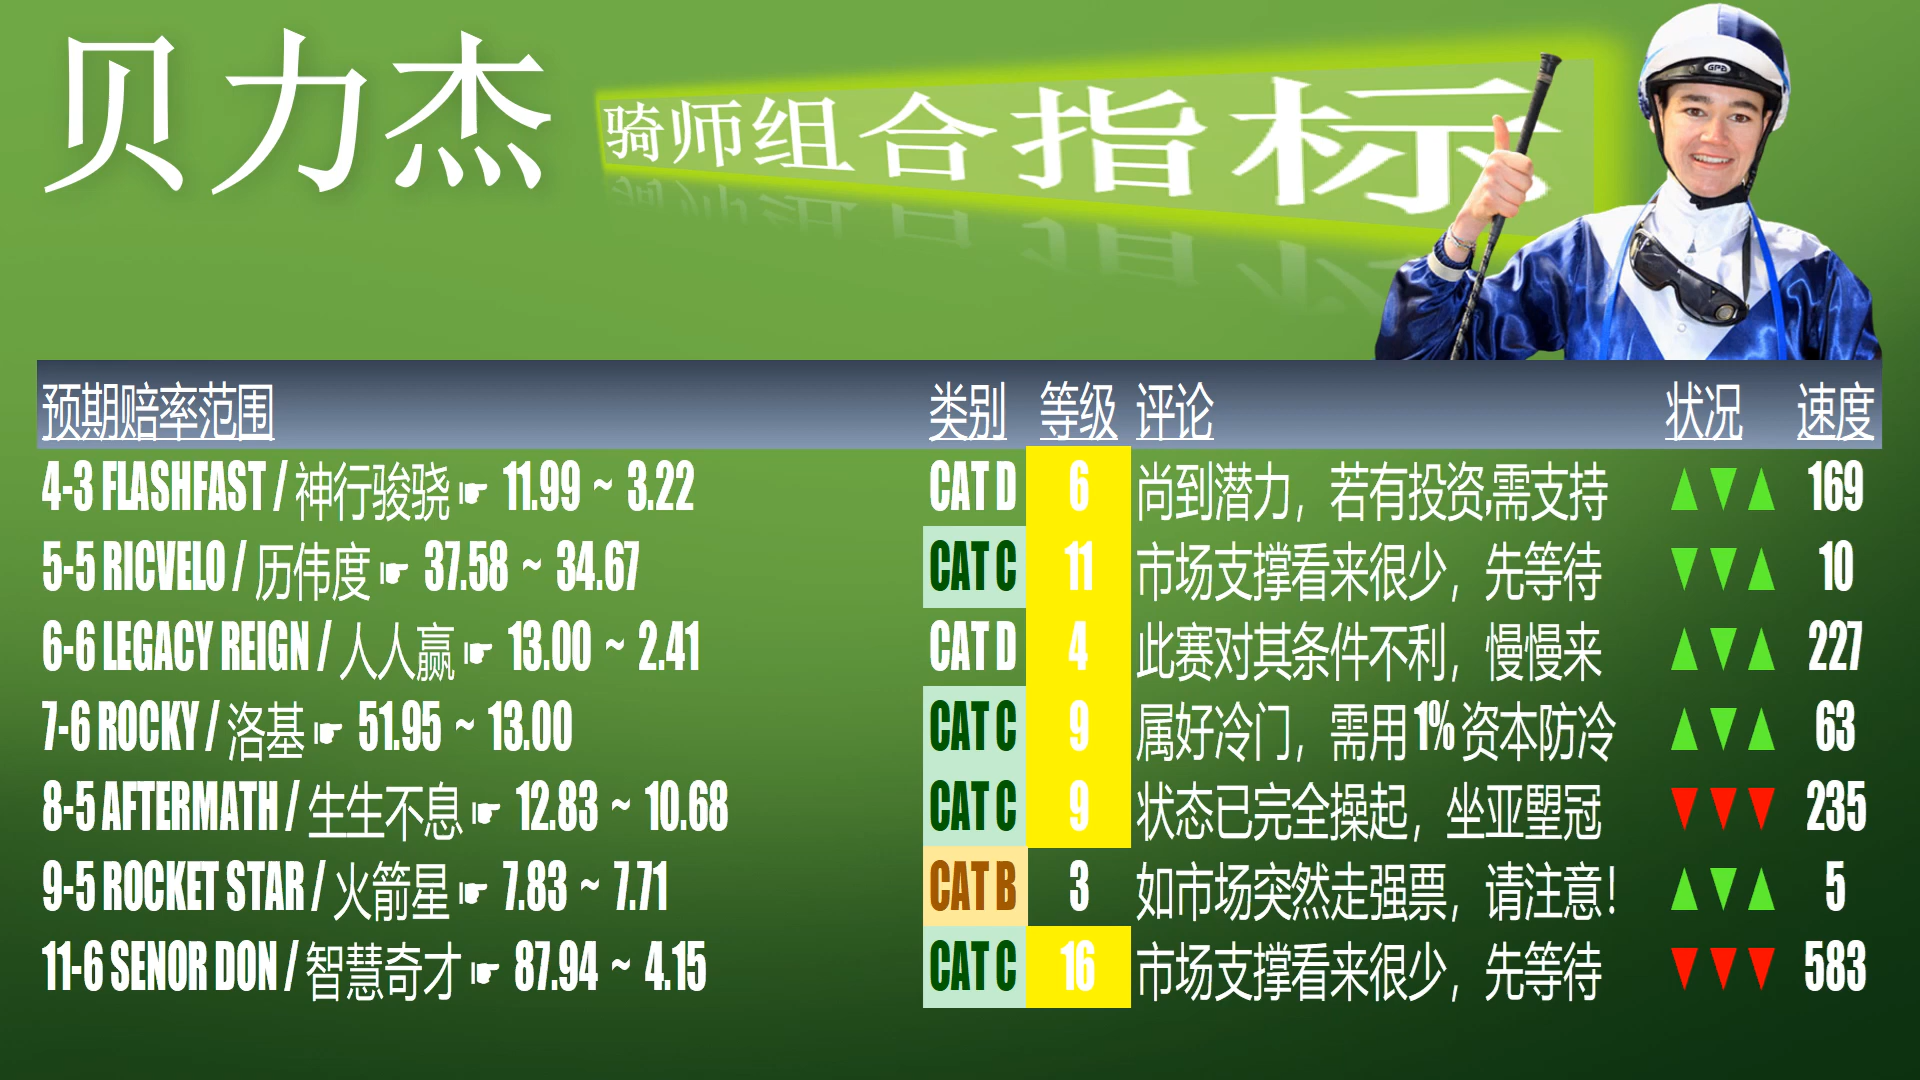 贝力杰
骑师组合指标
GPA
预期赔率范围 类别 等级 评论 状况 速度
4-3 FLASHFAST / 神行骏骁 ☛ 11.99 ~ 3.22 CAT D 6 尚到潜力，若有投资,需支持 ▲▼▲ 169
5-5 RICVELO / 历伟度 ☛ 37.58 ~ 34.67 CAT C 11 市场支撑看来很少，先等待 ▼▼▲ 10
6-6 LEGACY REIGN / 人人赢 ☛ 13.00 ~ 2.41 CAT D 4 此赛对其条件不利，慢慢来 ▲▼▲ 227
7-6 ROCKY / 洛基 ☛ 51.95 ~ 13.00 CAT C 9 属好冷门，需用 1% 资本防冷 ▲▼▲ 63
8-5 AFTERMATH / 生生不息 ☛ 12.83 ~ 10.68 CAT C 9 状态已完全操起，坐亚朢冠 ▼▼▼ 235
9-5 ROCKET STAR / 火箭星 ☛ 7.83 ~ 7.71 CAT B 3 如市场突然走强票，请注意！ ▲▼▲ 5
11-6 SENOR DON / 智慧奇才 ☛ 87.94 ~ 4.15 CAT C 16 市场支撑看来很少，先等待 ▼▼▼ 583